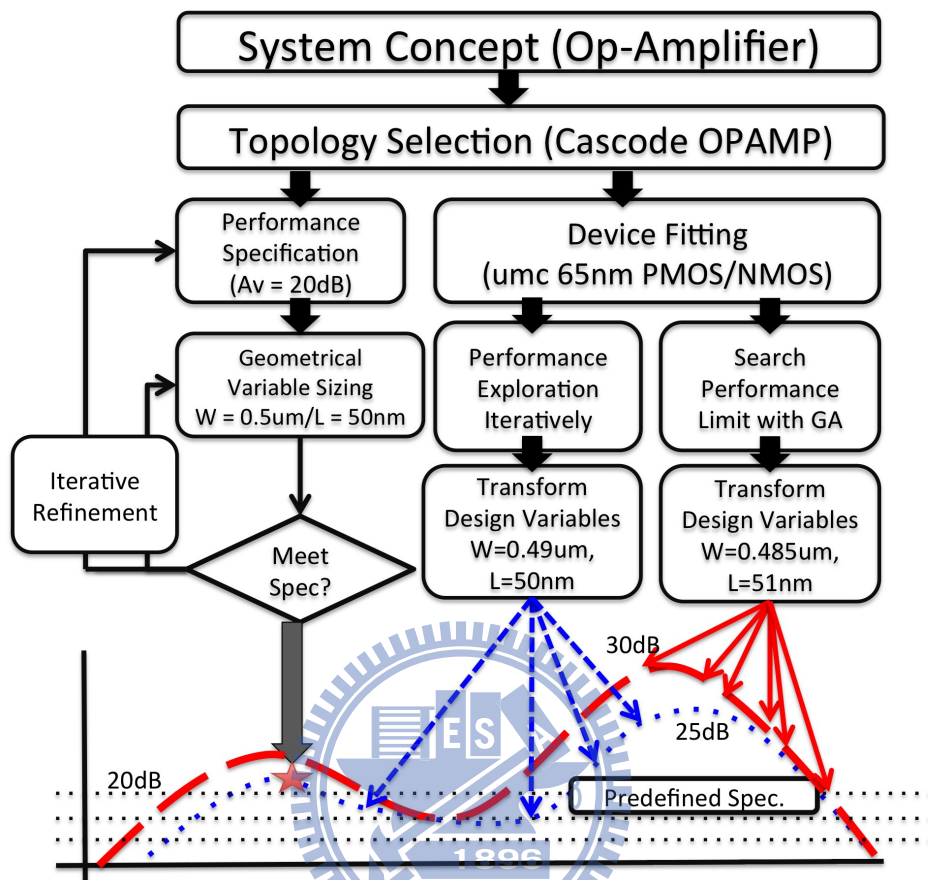 System Concept (Op-Amplifier)
Topology Selection (Cascode OPAMP)
Performance
Specification
(Av = 20dB)
Device Fitting
(umc 65nm PMOS/NMOS)
Geometrical
Variable Sizing
W = 0.5um/L = 50nm
Performance
Exploration
Iteratively
Search
Performance
Limit with GA
Iterative
Refinement
Transform
Design Variables
W=0.49um,
L=50nm
Transform
Design Variables
W=0.485um,
L=51nm
Meet
Spec?
30dB
25dB
20dB
Predefined Spec.
ES
1896